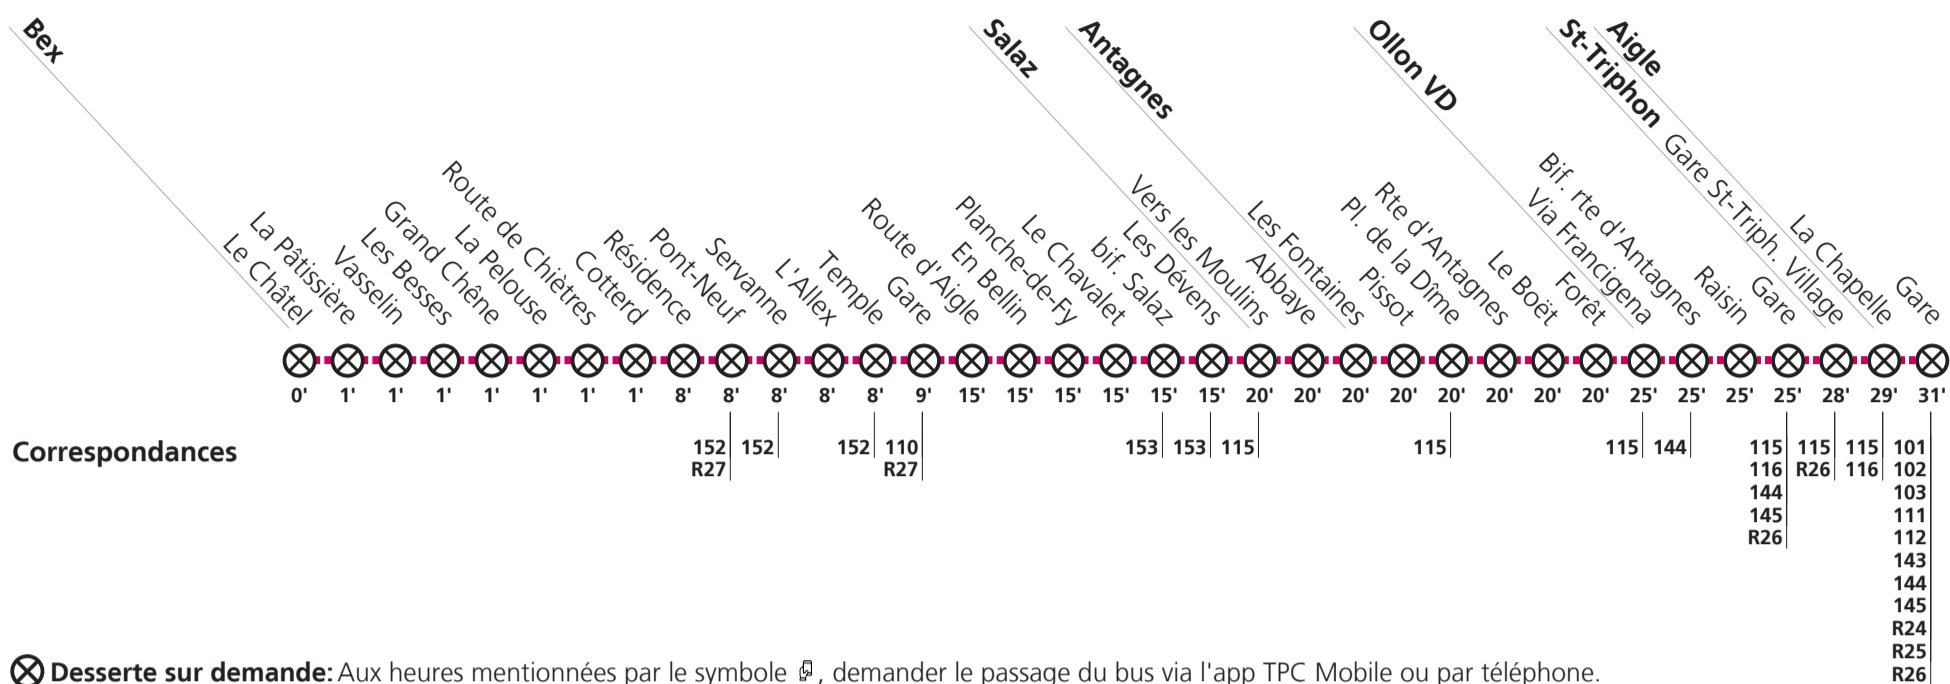 Bex
Salaz
Antagnes
Ollon VD
St-Triphon
Aigle
Le Châtel
La Pâtissière
Vasselin
Les Besses
Grand Chêne
La Pelouse
Route de Chiètres
Cotterd
Résidence
Pont-Neuf
Servanne
L'Allex
Temple
Gare
Route d'Aigle
En Bellin
Planche-de-Fy
Le Chavalet
bif. Salaz
Les Dévens
Vers les Moulins
Abbaye
Les Fontaines
Pissot
Pl. de la Dîme
Rte d'Antagnes
Le Boët
Forêt
Via Francigena
Bif. rte d'Antagnes
Raisin
Gare
Gare St-Triph. Village
La Chapelle
Gare
0' 1' 1' 1' 1' 1' 1' 1' 8' 8' 8' 8' 8' 9' 15' 15' 15' 15' 15' 15' 20' 20' 20' 20' 20' 20' 20' 20' 25' 25' 25' 25' 28' 29' 31'
Correspondances 152 152 152 110 153 153 115 115 115 144 115 115 115 101
R27 R27 116 R26 116 102
144 103
145 111
R26 112
143
144
145
R24
R25
Desserte sur demande: Aux heures mentionnées par le symbole , demander le passage du bus via l'app TPC Mobile ou par téléphone. R26